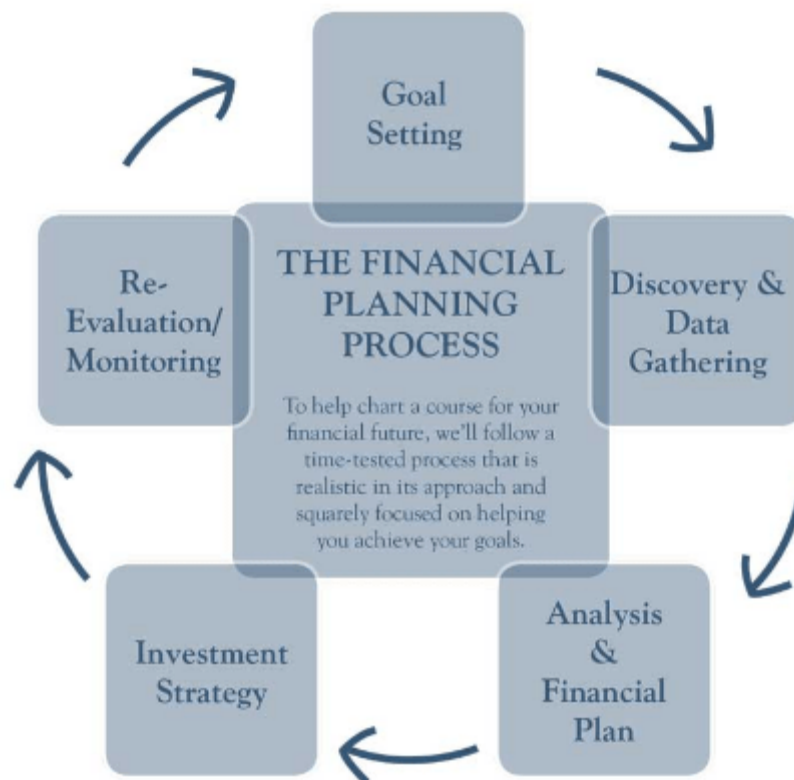 Goal
Setting
THE FINANCIAL
PLANNING
PROCESS
To help chart a course for your
financial future, we'll follow a
time-tested process that is
realistic in its approach and
squarely focused on helping
you achieve your goals.
Discovery &
Data
Gathering
Analysis
&
Financial
Plan
Investment
Strategy
Re-
Evaluation/
Monitoring